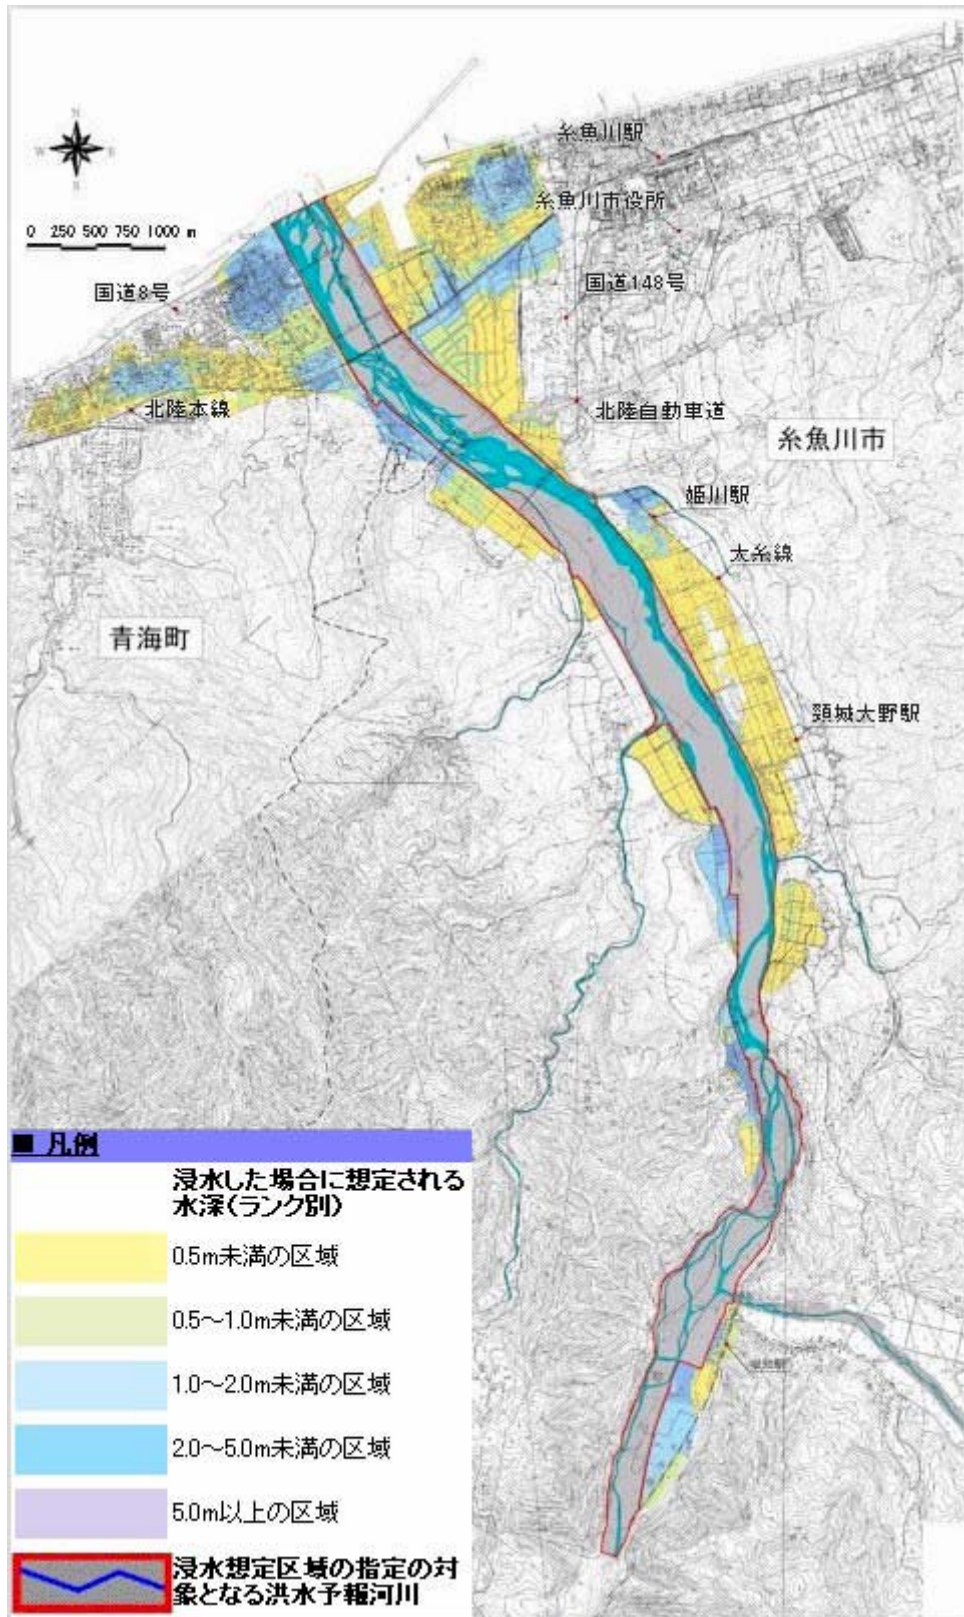 N
W
E
S
0 250 500 750 1000 m
糸魚川駅
糸魚川市役所
国道8号
国道148号
北陸本線
北陸自動車道
糸魚川市
姫川駅
大糸線
青海町
頸城大野駅
■ 凡例
浸水した場合に想定される
水深(ランク別)
0.5m未満の区域
0.5～1.0m未満の区域
1.0～2.0m未満の区域
2.0～5.0m未満の区域
5.0m以上の区域
浸水想定区域の指定の対
象となる洪水予報河川